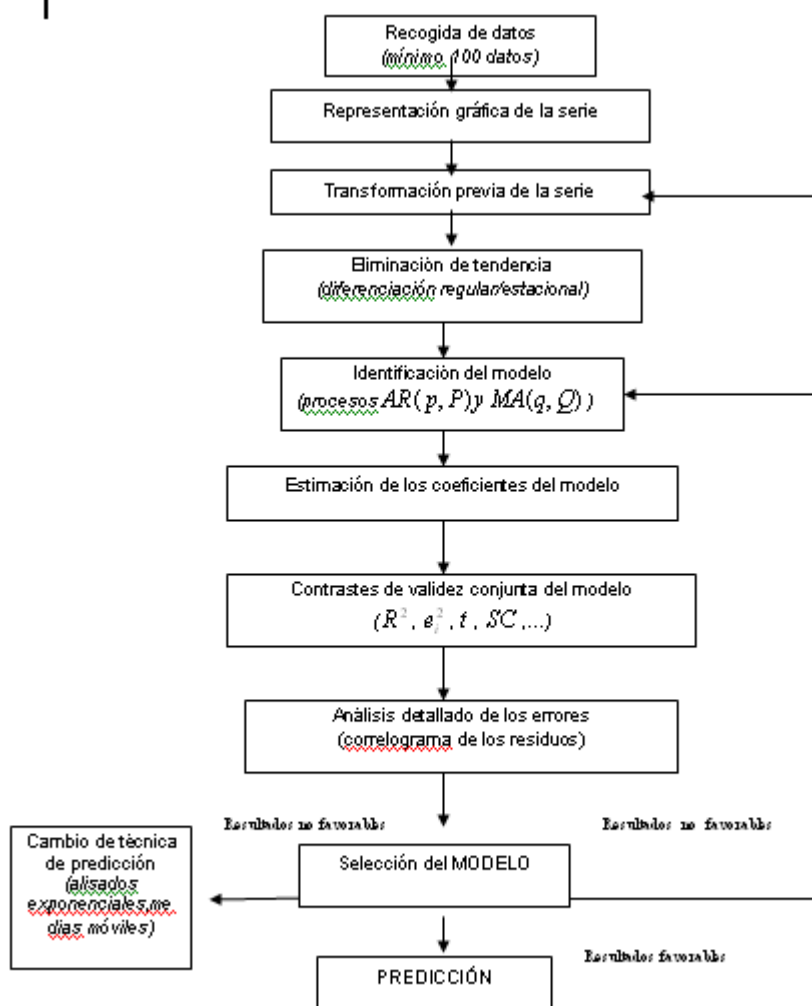 Recogida de datos
(mínimo 100 datos)
Representación gráfica de la serie
Transformación previa de la serie
Eliminación de tendencia
(diferenciación regular/estacional)
Identificación del modelo
(procesos AR(p, P) y MA(q, Q))
Estimación de los coeficientes del modelo
Contrastes de validez conjunta del modelo
(R², eᵢ², t, SC,...)
Análisis detallado de los errores
(correlograma de los residuos)
Resultados no favorables
Resultados no favorables
Cambio de técnica
de predicción
(alisados
exponenciales,me
dias móviles)
Selección del MODELO
Resultados favorables
PREDICCIÓN